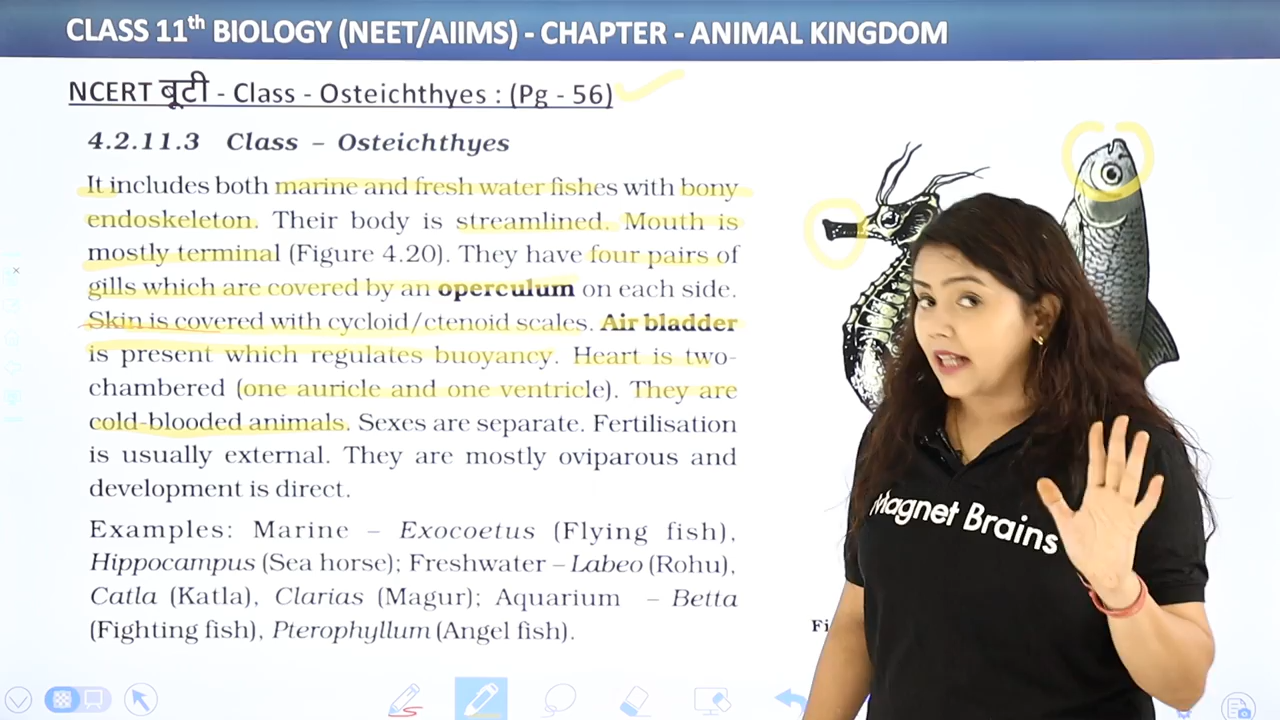 CLASS 11th BIOLOGY (NEET/AIIMS) - CHAPTER - ANIMAL KINGDOM
NCERT बूटी - Class - Osteichthyes : (Pg - 56)
4.2.11.3 Class – Osteichthyes
It includes both marine and fresh water fishes with bony
endoskeleton. Their body is streamlined. Mouth is
mostly terminal (Figure 4.20). They have four pairs of
gills which are covered by an operculum on each side.
Skin is covered with cycloid/ctenoid scales. Air bladder
is present which regulates buoyancy. Heart is two-
chambered (one auricle and one ventricle). They are
cold-blooded animals. Sexes are separate. Fertilisation
is usually external. They are mostly oviparous and
development is direct.
Examples: Marine – Exocoetus (Flying fish),
Hippocampus (Sea horse); Freshwater – Labeo (Rohu),
Catla (Katla), Clarias (Magur); Aquarium – Betta
(Fighting fish), Pterophyllum (Angel fish).
Magnet Brains